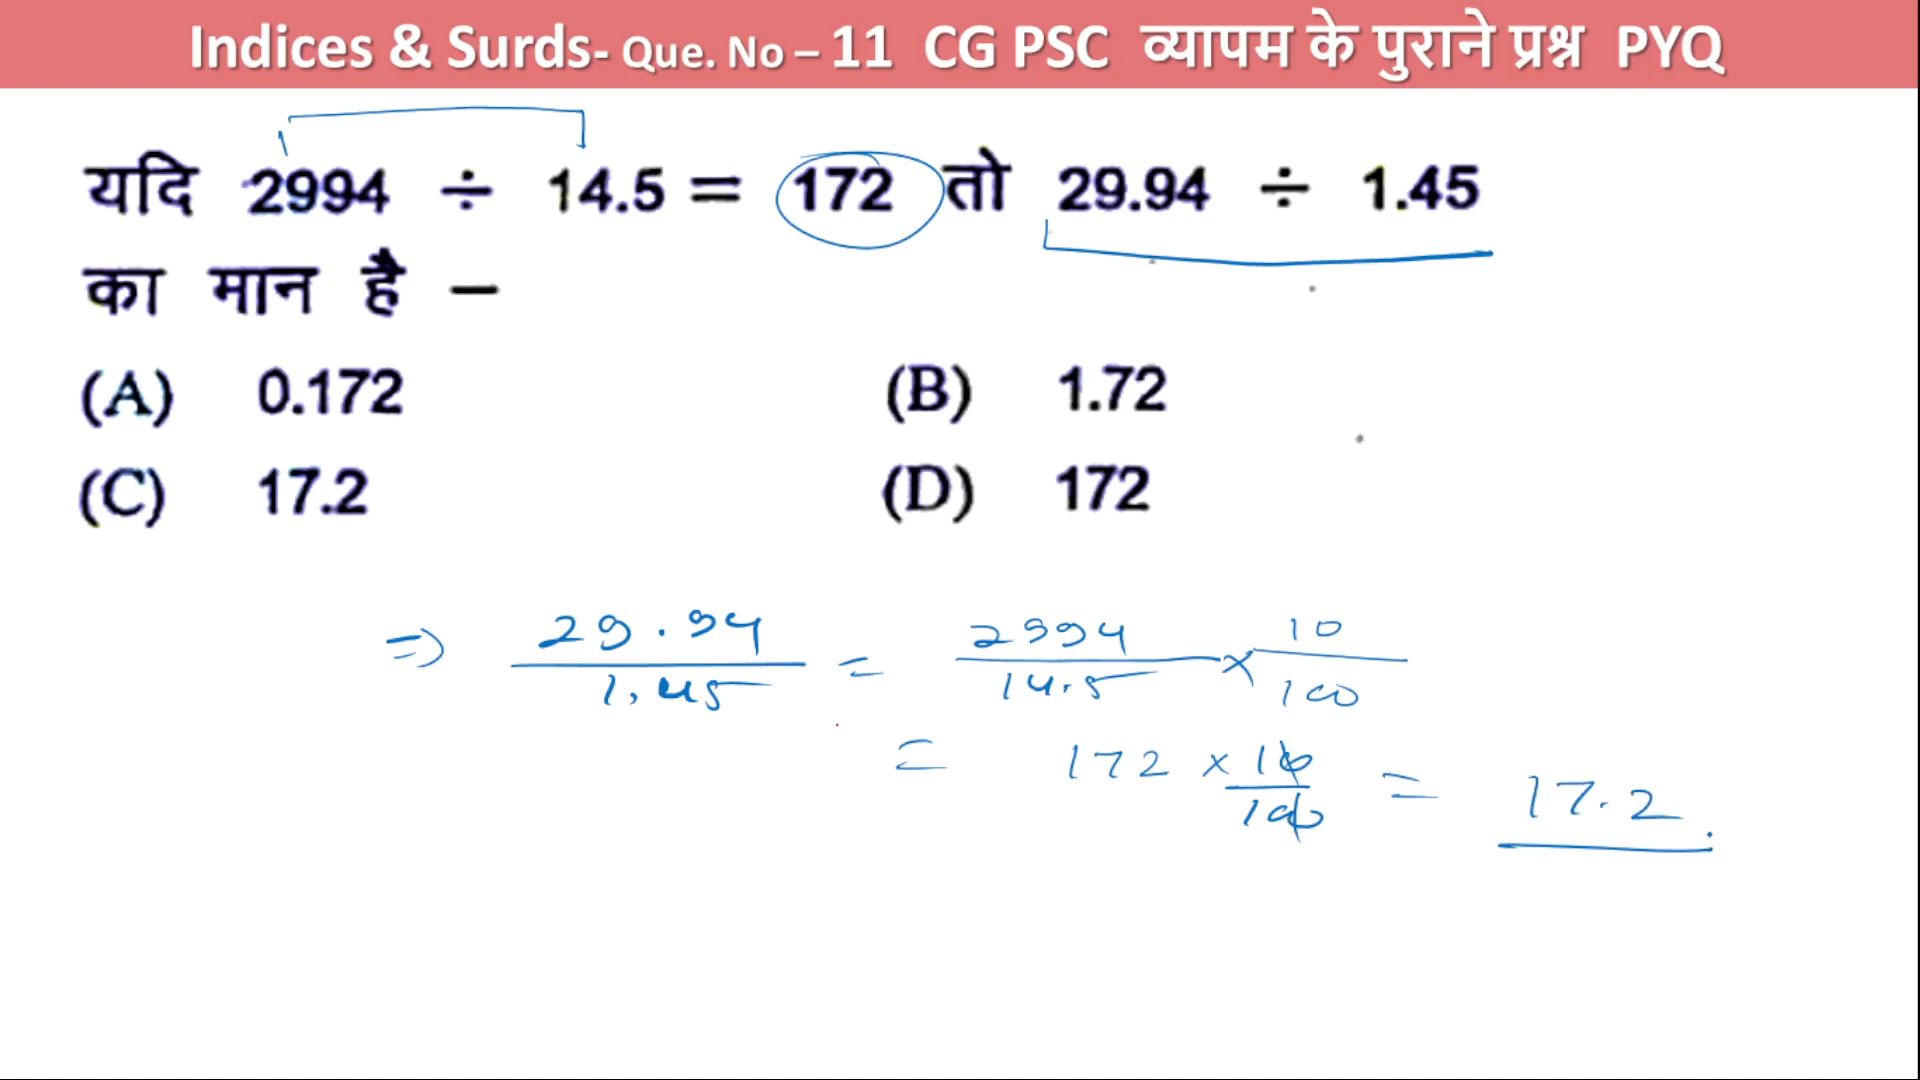 Indices & Surds- Que. No – 11 CG PSC व्यापम के पुराने प्रश्न PYQ
यदि 2994 ÷ 14.5 = 172 तो 29.94 ÷ 1.45
का मान है –
(A) 0.172 (B) 1.72
(C) 17.2 (D) 172
⇒ 29.94 / 1.45 = 2994 / 14.5 × 10 / 100
= 172 × 10 / 100 = 17.2.